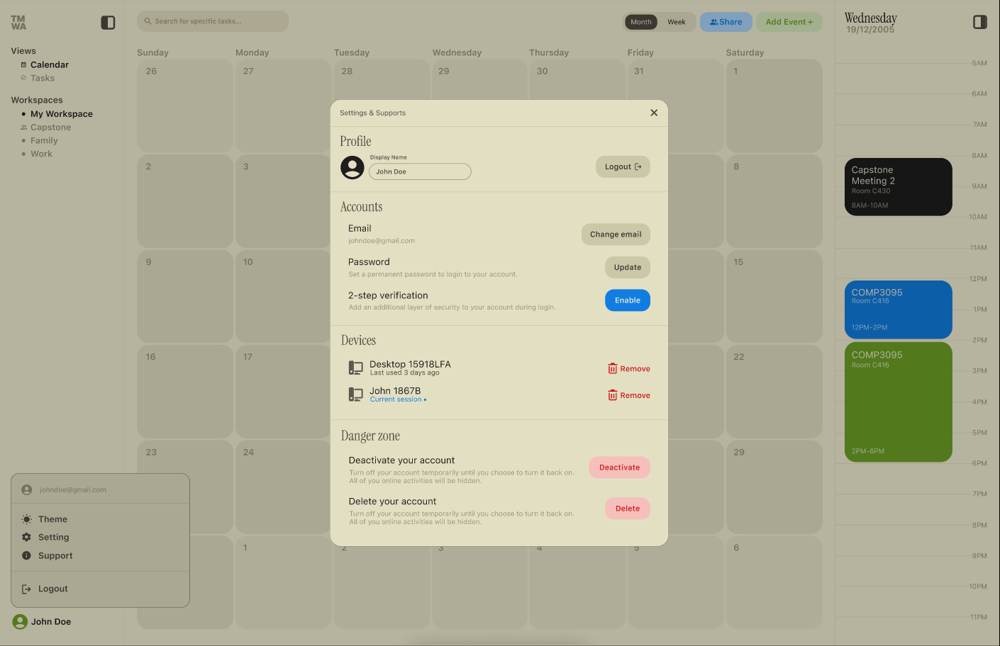 TM
WA
Views
Calendar
Tasks
Workspaces
My Workspace
Capstone
Family
Work
johndoe@gmail.com
Theme
Setting
Support
Logout
John Doe
Search for specific tasks...
Month
Week
Share
Add Event+
Sunday Monday Tuesday Wednesday Thursday Friday Saturday
26 27 28 29 30 31 1
2 3 8
9 10 15
16 17 22
23 24 29
1 2 3 4 5 6
Settings & Supports
Profile
Display Name
John Doe
Logout
Accounts
Email
johndoe@gmail.com
Change email
Password
Set a permanent password to login to your account.
Update
2-step verification
Add an additional layer of security to your account during login.
Enable
Devices
Desktop 15918LFA
Last used 3 days ago
Remove
John 1867B
Current session
Remove
Danger zone
Deactivate your account
Turn off your account temporarily until you choose to turn it back on.
All of you online activities will be hidden.
Deactivate
Delete your account
Turn off your account temporarily until you choose to turn it back on.
All of you online activities will be hidden.
Delete
Wednesday
19/12/2005
5AM
6AM
7AM
8AM
Capstone
Meeting 2
Room C430
8AM-10AM
9AM
10AM
11AM
12PM
COMP3095
Room C416
12PM-2PM
1PM
2PM
COMP3095
Room C416
2PM-6PM
3PM
4PM
5PM
6PM
7PM
8PM
9PM
10PM
11PM